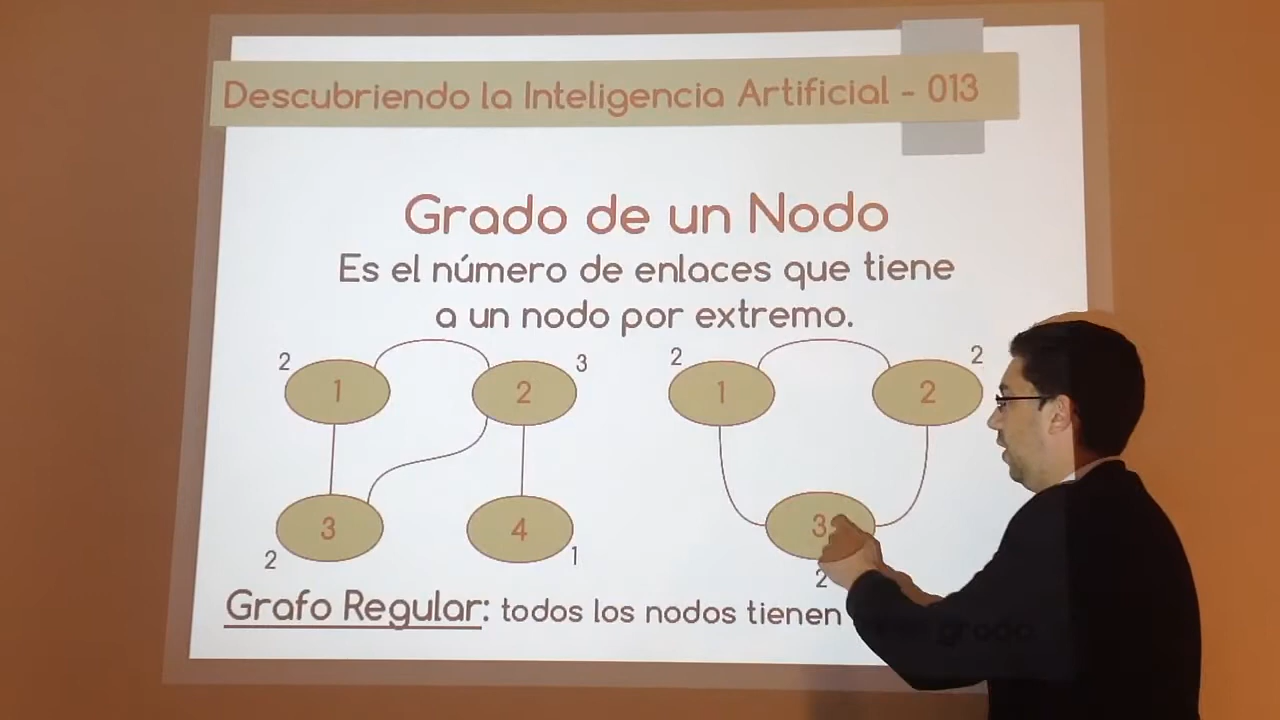 Descubriendo la Inteligencia Artificial - 013
Grado de un Nodo
Es el número de enlaces que tiene
a un nodo por extremo.
2 1 2 3
3 4
2 1
2 1 2 2
3
2
Grafo Regular: todos los nodos tienen grado